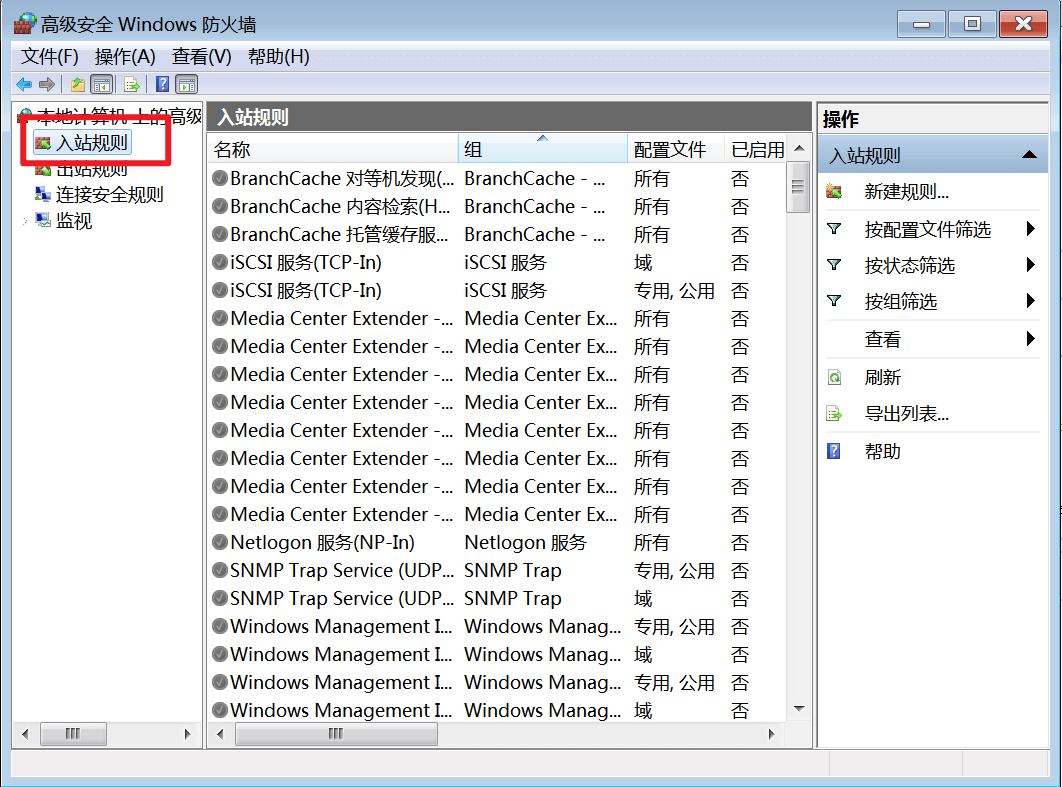 高级安全 Windows 防火墙
文件(F) 操作(A) 查看(V) 帮助(H)
本地计算机 上的高级
入站规则
出站规则
连接安全规则
监视
入站规则
名称 组 配置文件 已启用
BranchCache 对等机发现(... BranchCache - ... 所有 否
BranchCache 内容检索(H... BranchCache - ... 所有 否
BranchCache 托管缓存服... BranchCache - ... 所有 否
iSCSI 服务(TCP-In) iSCSI 服务 域 否
iSCSI 服务(TCP-In) iSCSI 服务 专用, 公用 否
Media Center Extender -... Media Center Ex... 所有 否
Media Center Extender -... Media Center Ex... 所有 否
Media Center Extender -... Media Center Ex... 所有 否
Media Center Extender -... Media Center Ex... 所有 否
Media Center Extender -... Media Center Ex... 所有 否
Media Center Extender -... Media Center Ex... 所有 否
Media Center Extender -... Media Center Ex... 所有 否
Media Center Extender -... Media Center Ex... 所有 否
Netlogon 服务(NP-In) Netlogon 服务 所有 否
SNMP Trap Service (UDP... SNMP Trap 专用, 公用 否
SNMP Trap Service (UDP... SNMP Trap 域 否
Windows Management I... Windows Manag... 专用, 公用 否
Windows Management I... Windows Manag... 域 否
Windows Management I... Windows Manag... 专用, 公用 否
Windows Management I... Windows Manag... 域 否
操作
入站规则
新建规则...
按配置文件筛选
按状态筛选
按组筛选
查看
刷新
导出列表...
帮助